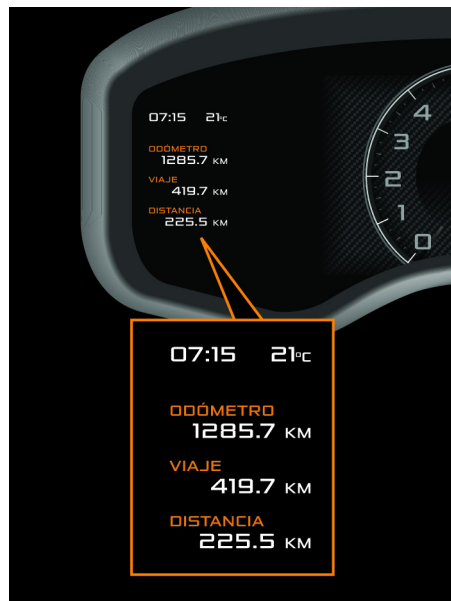 07:15 21°C
ODÓMETRO
1285.7 KM
VIAJE
419.7 KM
DISTANCIA
225.5 KM
4
3
2
1
0
07:15 21°C
ODÓMETRO
1285.7 KM
VIAJE
419.7 KM
DISTANCIA
225.5 KM